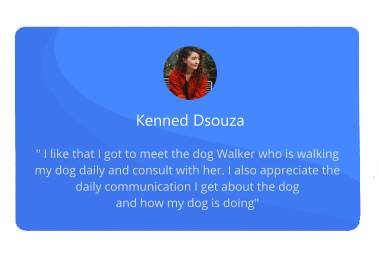 Kenned Dsouza
" I like that I got to meet the dog Walker who is walking
my dog daily and consult with her. I also appreciate the
daily communication I get about the dog
and how my dog is doing"